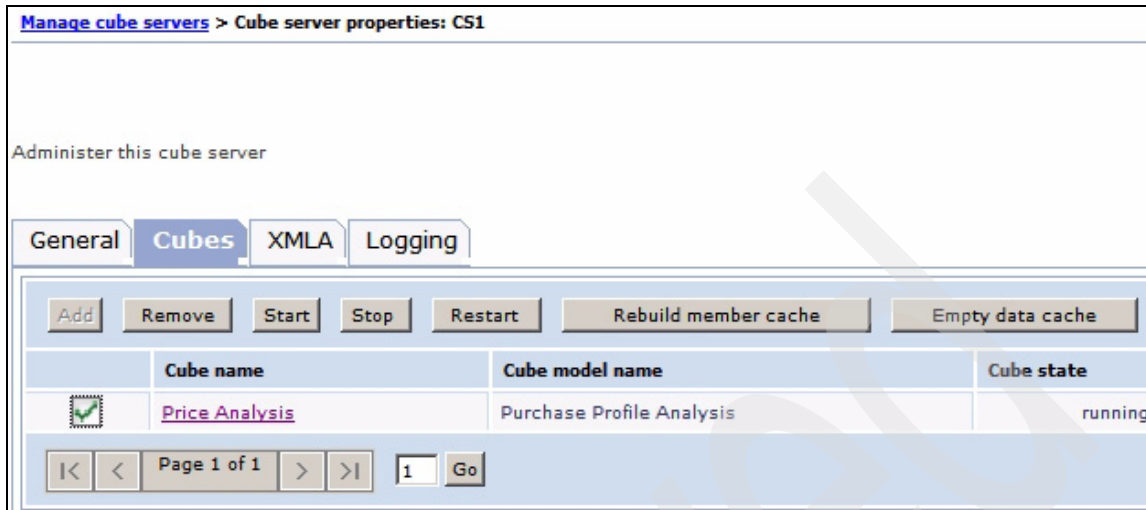 Manage cube servers > Cube server properties: CS1
Administer this cube server
General Cubes XMLA Logging
Add Remove Start Stop Restart Rebuild member cache Empty data cache
Cube name Cube model name Cube state
Price Analysis Purchase Profile Analysis running
|< < Page 1 of 1 > >| 1 Go